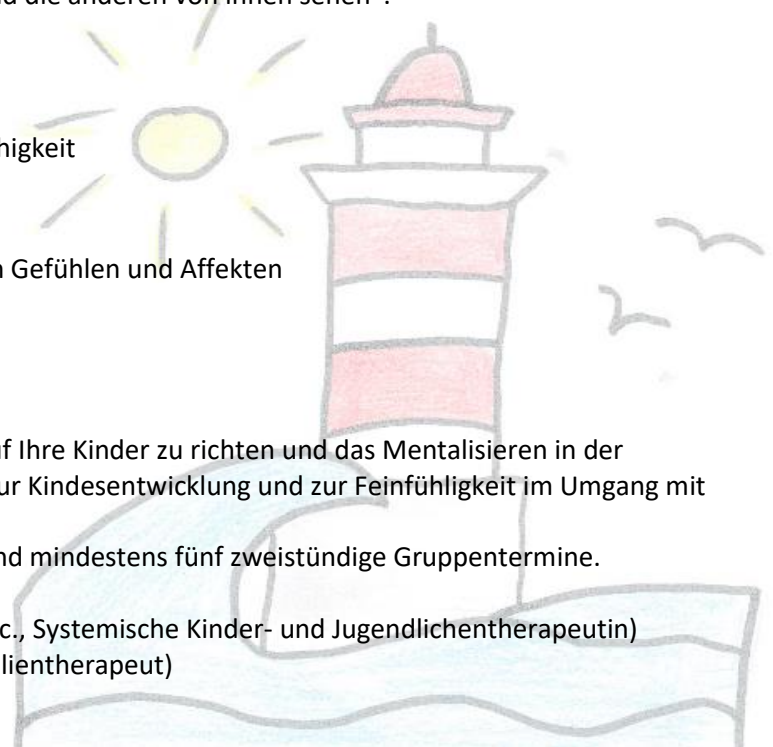 die anderen von ihnen sehen“.
higkeit
Gefühlen und Affekten
Ihre Kinder zu richten und das Mentalisieren in der
ur Kindesentwicklung und zur Feinfühligkeit im Umgang mit
nd mindestens fünf zweistündige Gruppentermine.
c., Systemische Kinder- und Jugendlichentherapeutin)
lientherapeut)